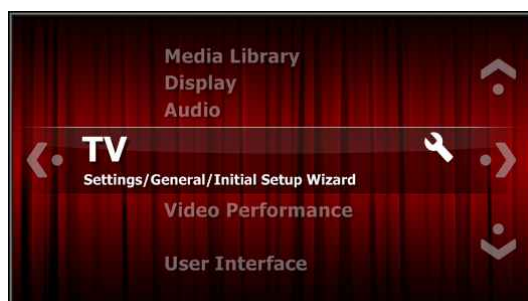 Media Library
Display
Audio
TV
Settings/General/Initial Setup Wizard
Video Performance
User Interface